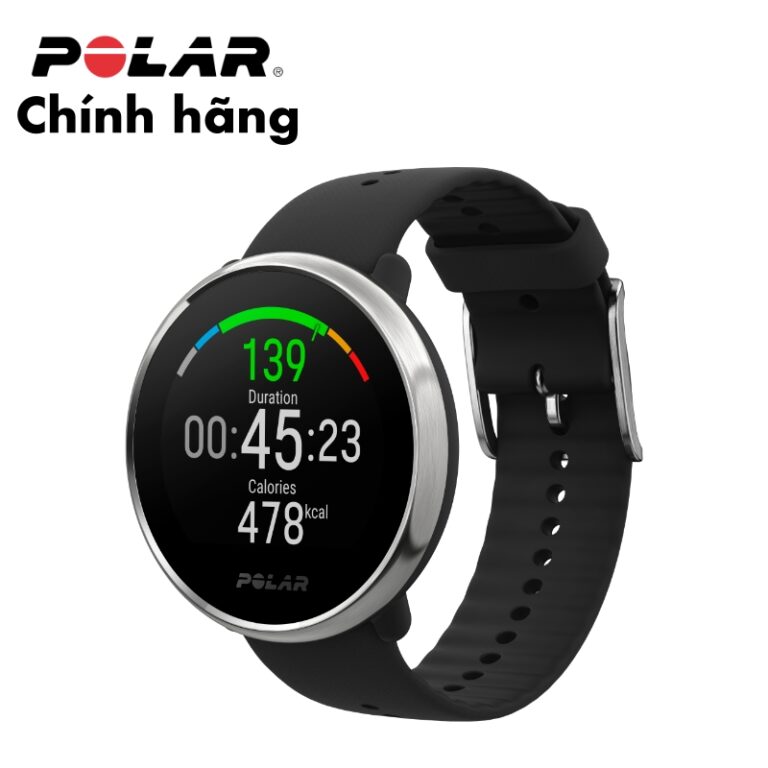 POLAR®
Chính hãng
139
Duration
00:45:23
Calories
478kcal
POLAR